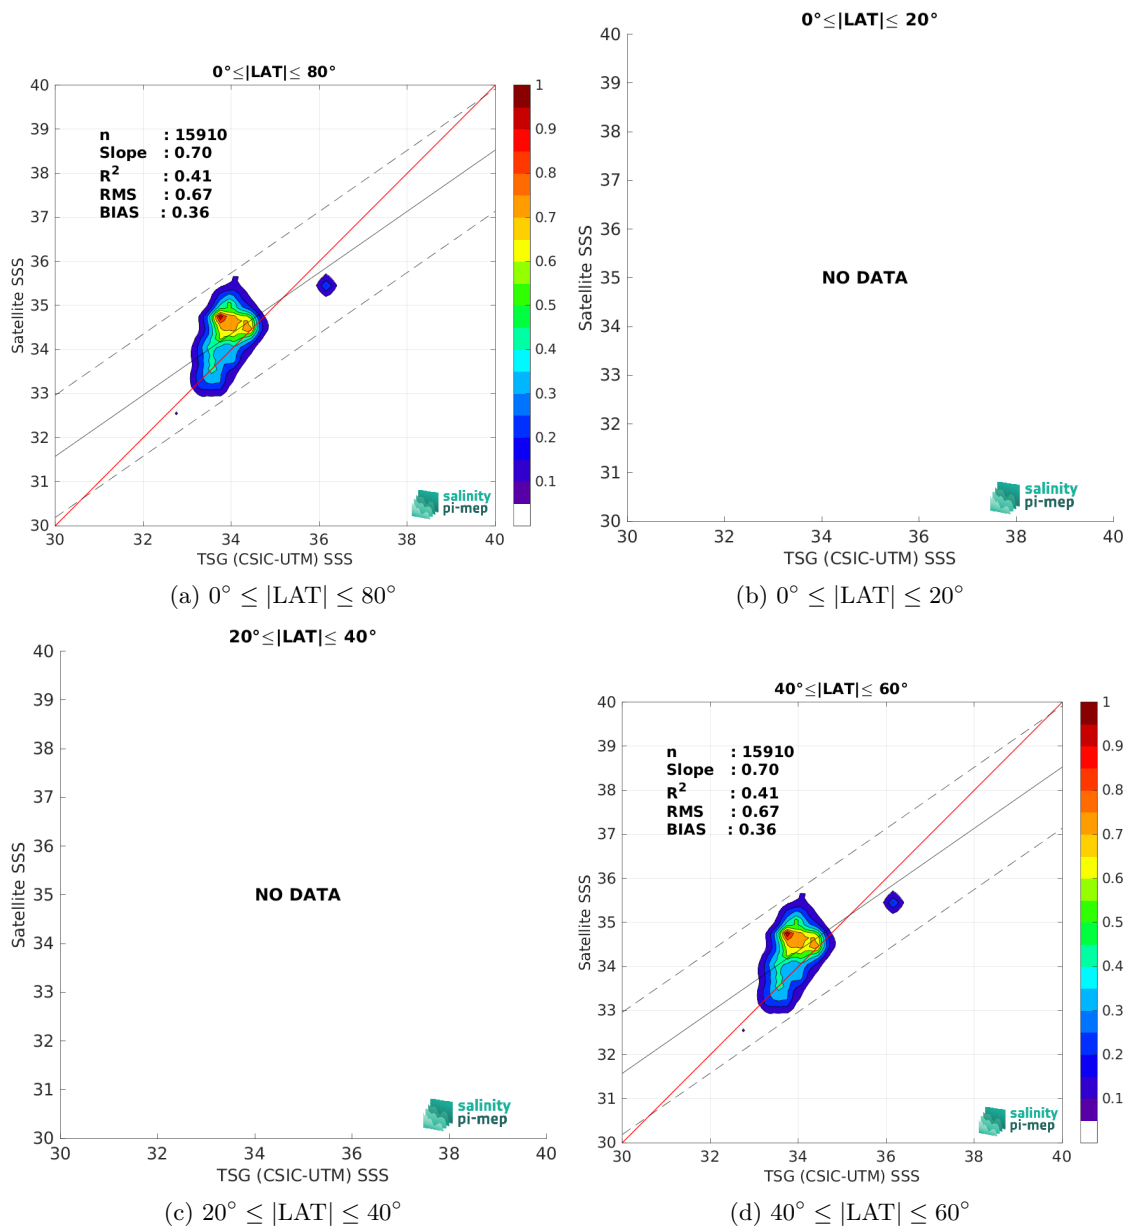 0°≤|LAT|≤ 80°
40
39
38
37
36
35
34
33
32
31
30
Satellite SSS
n : 15910
Slope : 0.70
R² : 0.41
RMS : 0.67
BIAS : 0.36
1
0.9
0.8
0.7
0.6
0.5
0.4
0.3
0.2
0.1
salinity
pi-mep
30 32 34 36 38 40
TSG (CSIC-UTM) SSS
(a) 0° ≤ |LAT| ≤ 80°
0°≤|LAT|≤ 20°
40
39
38
37
36
35
34
33
32
31
30
Satellite SSS
NO DATA
salinity
pi-mep
30 32 34 36 38 40
TSG (CSIC-UTM) SSS
(b) 0° ≤ |LAT| ≤ 20°
20°≤|LAT|≤ 40°
40
39
38
37
36
35
34
33
32
31
30
Satellite SSS
NO DATA
salinity
pi-mep
30 32 34 36 38 40
TSG (CSIC-UTM) SSS
(c) 20° ≤ |LAT| ≤ 40°
40°≤|LAT|≤ 60°
40
39
38
37
36
35
34
33
32
31
30
Satellite SSS
n : 15910
Slope : 0.70
R² : 0.41
RMS : 0.67
BIAS : 0.36
1
0.9
0.8
0.7
0.6
0.5
0.4
0.3
0.2
0.1
salinity
pi-mep
30 32 34 36 38 40
TSG (CSIC-UTM) SSS
(d) 40° ≤ |LAT| ≤ 60°